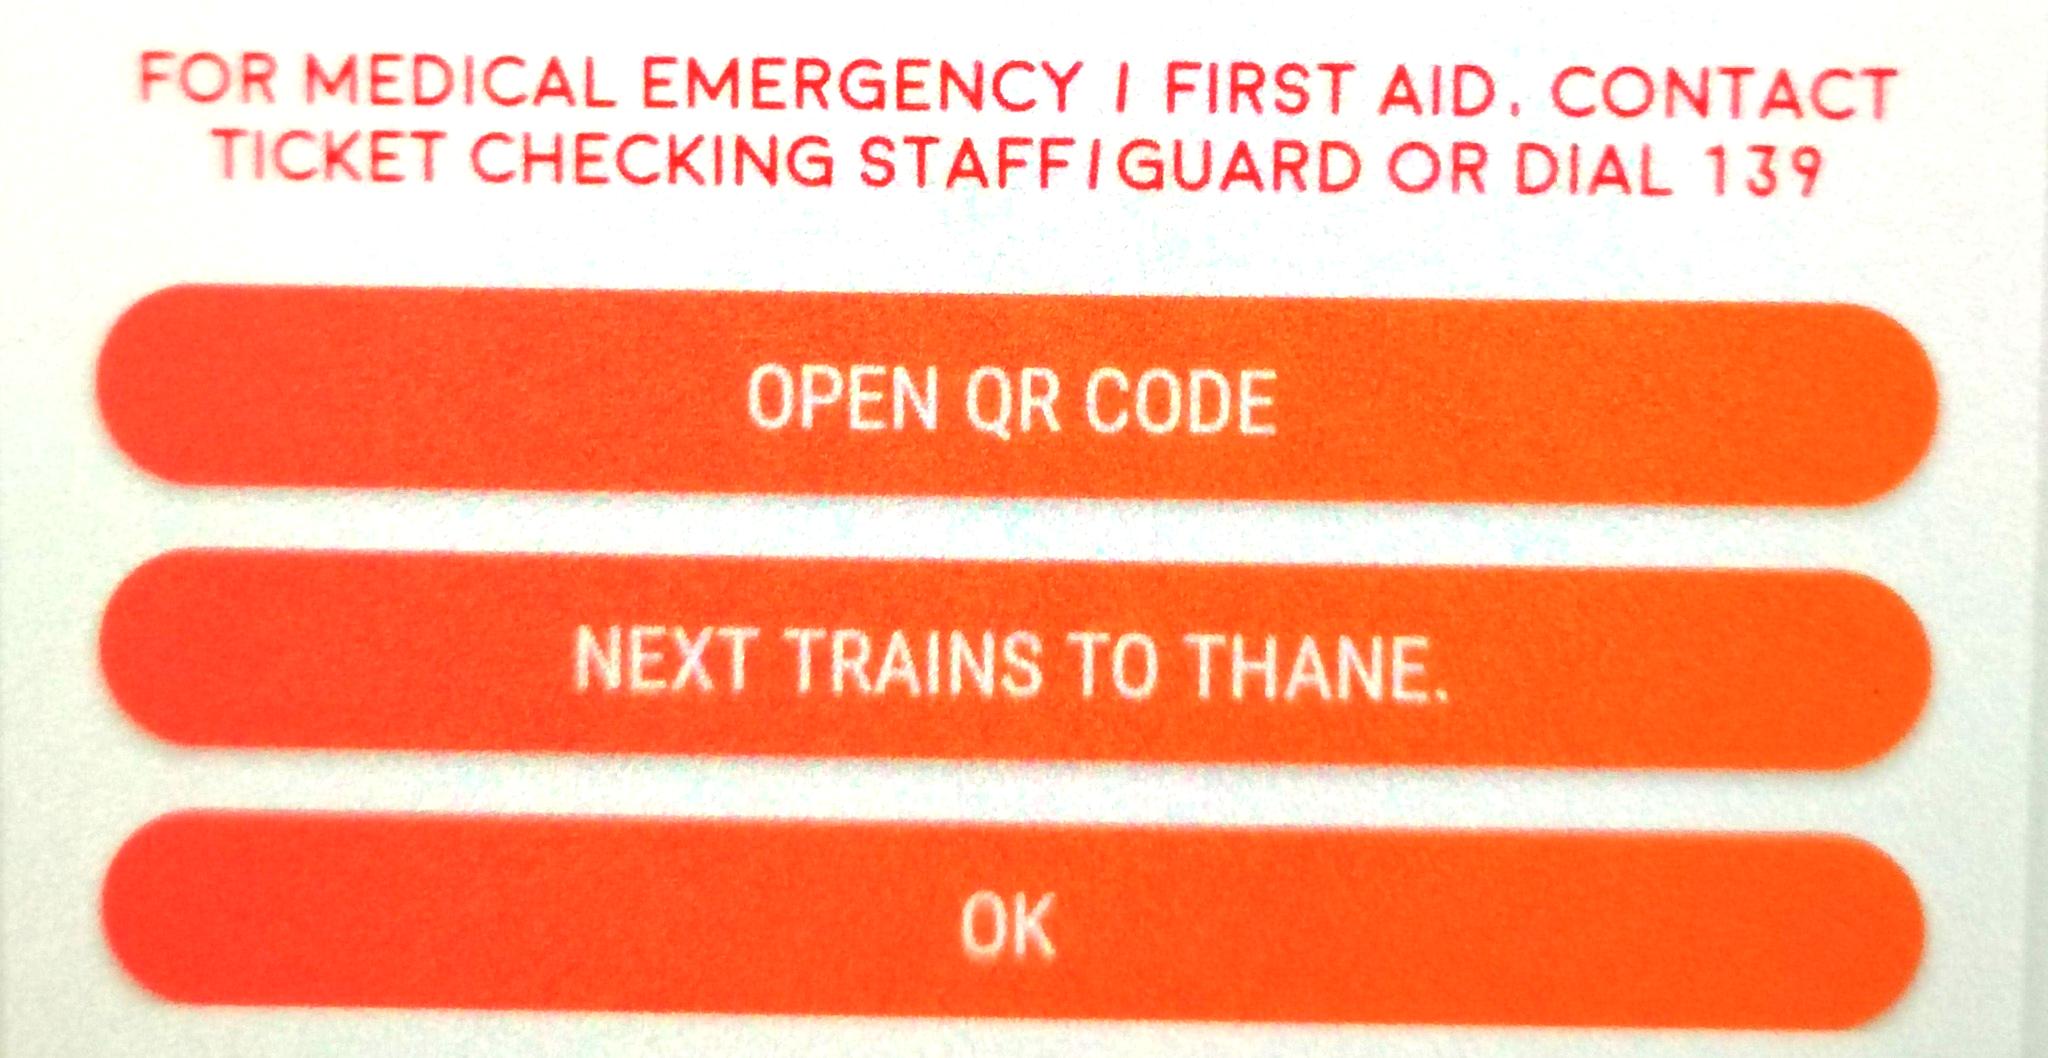 FOR MEDICAL EMERGENCY / FIRST AID. CONTACT
TICKET CHECKING STAFF/GUARD OR DIAL 139
OPEN QR CODE
NEXT TRAINS TO THANE.
OK